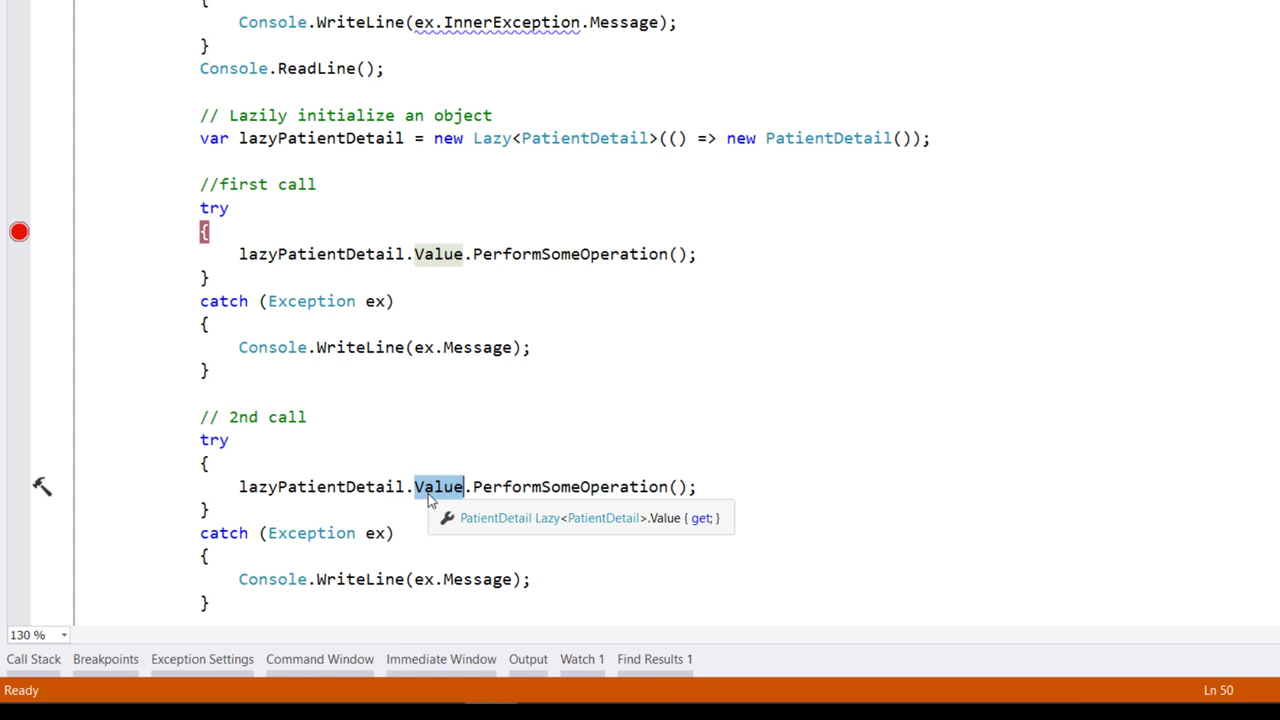 {
Console.WriteLine(ex.InnerException.Message);
}
Console.ReadLine();
// Lazily initialize an object
var lazyPatientDetail = new Lazy<PatientDetail>(() => new PatientDetail());
//first call
try
{
lazyPatientDetail.Value.PerformSomeOperation();
}
catch (Exception ex)
{
Console.WriteLine(ex.Message);
}
// 2nd call
try
{
lazyPatientDetail.Value.PerformSomeOperation();
}
PatientDetail Lazy<PatientDetail>.Value { get; }
catch (Exception ex)
{
Console.WriteLine(ex.Message);
}
130 %
Call Stack Breakpoints Exception Settings Command Window Immediate Window Output Watch 1 Find Results 1
Ready Ln 50